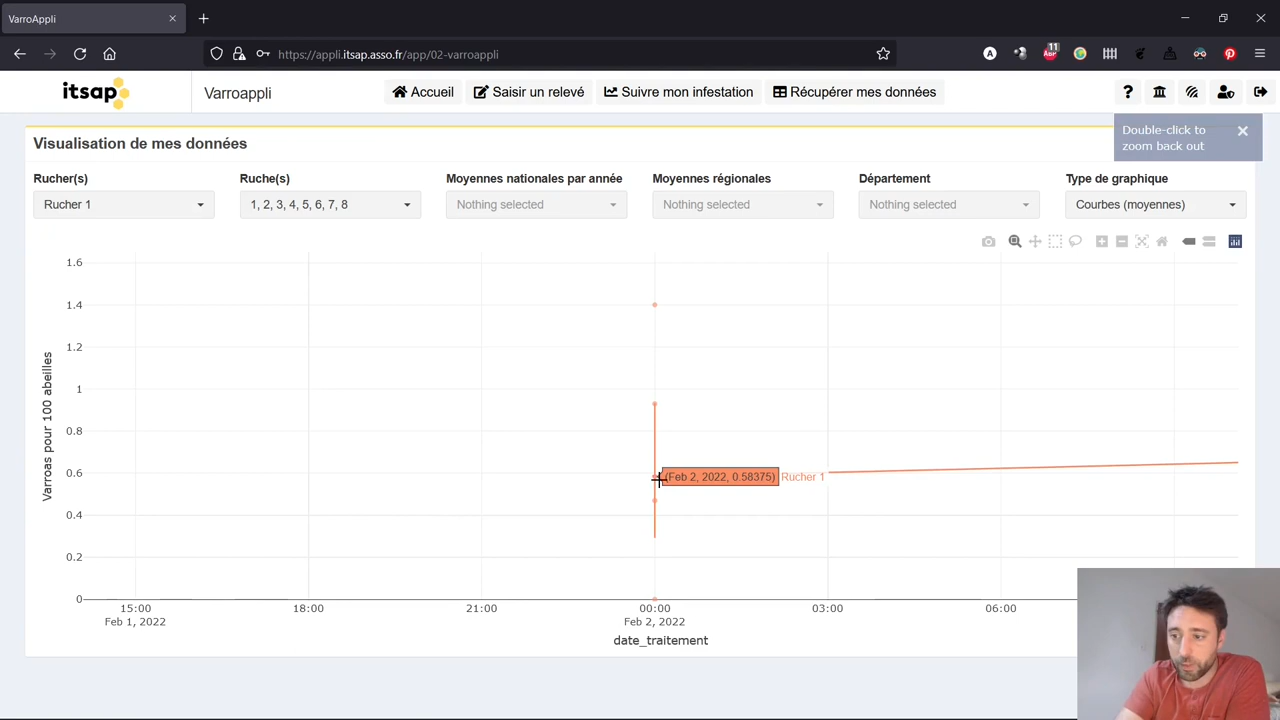 VarroAppli
https://appli.itsap.asso.fr/app/02-varroappli
A
11
ABP
itsap
Varroappli
Accueil
Saisir un relevé
Suivre mon infestation
Récupérer mes données
?
Visualisation de mes données
Double-click to
zoom back out
Rucher(s)
Ruche(s)
Moyennes nationales par année
Moyennes régionales
Département
Type de graphique
Rucher 1
1, 2, 3, 4, 5, 6, 7, 8
Nothing selected
Nothing selected
Nothing selected
Courbes (moyennes)
Varroas pour 100 abeilles
1.6
1.4
1.2
1
0.8
0.6
0.4
0.2
0
(Feb 2, 2022, 0.58375)
Rucher 1
15:00
18:00
21:00
00:00
03:00
06:00
Feb 1, 2022
Feb 2, 2022
date_traitement